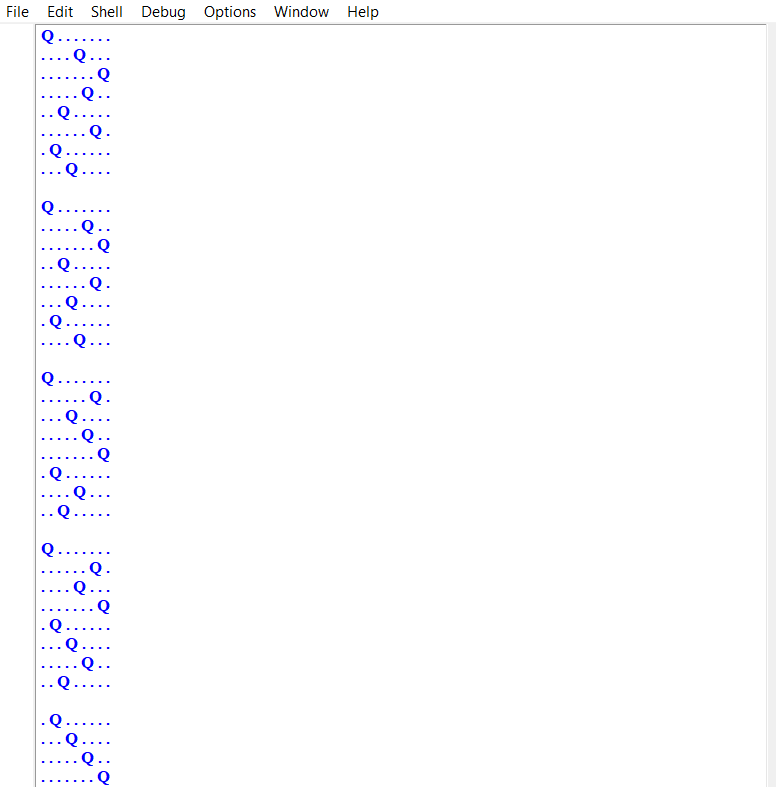 File Edit Shell Debug Options Window Help
Q.......
....Q...
.......Q
.....Q..
..Q.....
......Q.
.Q......
...Q....

Q.......
.....Q..
.......Q
..Q.....
......Q.
...Q....
.Q......
....Q...

Q.......
......Q.
...Q....
.....Q..
.......Q
.Q......
....Q...
..Q.....

Q.......
......Q.
....Q...
.......Q
.Q......
...Q....
.....Q..
..Q.....

.Q......
...Q....
.....Q..
.......Q